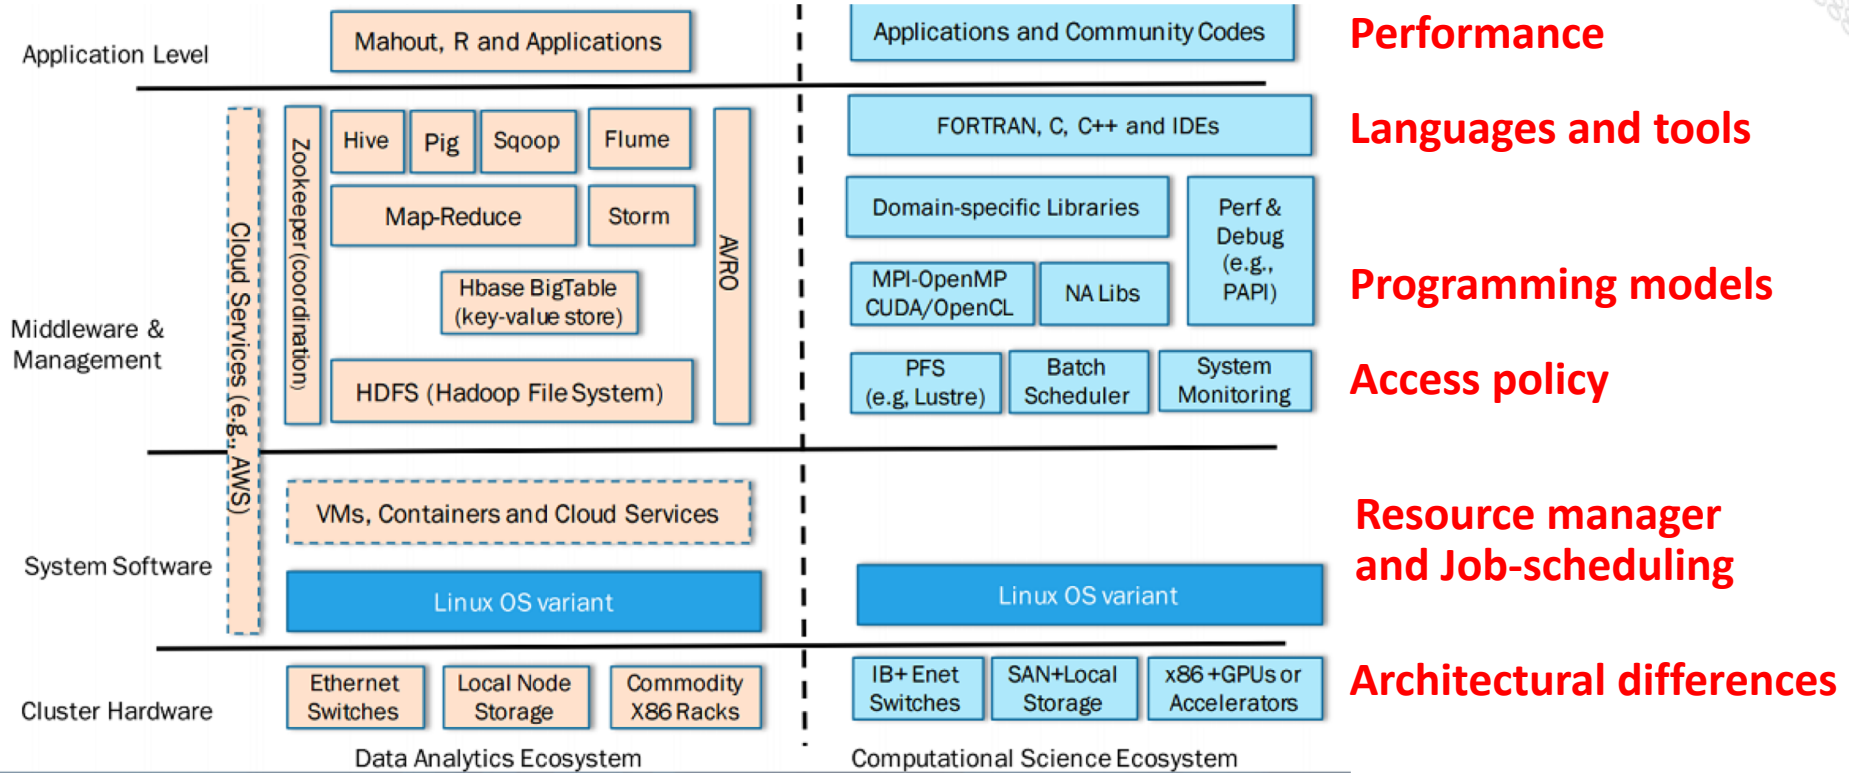 Application Level
Mahout, R and Applications
Applications and Community Codes
Performance
Cloud Services (e.g., AWS)
Zookeeper (coordination)
Hive
Pig
Sqoop
Flume
Map-Reduce
Storm
Hbase BigTable
(key-value store)
HDFS (Hadoop File System)
AVRO
FORTRAN, C, C++ and IDEs
Languages and tools
Domain-specific Libraries
Perf &
Debug
(e.g.,
PAPI)
MPI-OpenMP
CUDA/OpenCL
NA Libs
Programming models
Middleware &
Management
PFS
(e.g, Lustre)
Batch
Scheduler
System
Monitoring
Access policy
System Software
VMs, Containers and Cloud Services
Linux OS variant
Linux OS variant
Resource manager
and Job-scheduling
Cluster Hardware
Ethernet
Switches
Local Node
Storage
Commodity
X86 Racks
IB+ Enet
Switches
SAN+Local
Storage
x86 +GPUs or
Accelerators
Architectural differences
Data Analytics Ecosystem
Computational Science Ecosystem